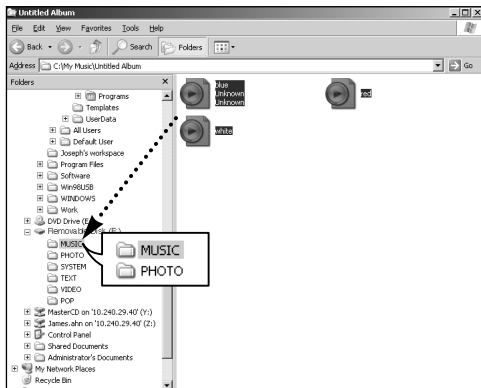 Untitled Album
File Edit View Favorites Tools Help
Back Search Folders
Address C:\My Music\Untitled Album Go
Folders
Programs
Templates
UserData
All Users
Default User
Joseph's workspace
Program Files
Software
Win98USB
WINDOWS
Work
DVD Drive (E
Removable Disk (F:)
MUSIC
PHOTO
SYSTEM
TEXT
VIDEO
POP
MasterCD on '10.240.29.40' (Y:)
James.ahn on '10.240.29.40' (Z:)
Control Panel
Shared Documents
Administrator's Documents
My Network Places
Recycle Bin
blue
Unknown
Unknown
red
white
MUSIC
PHOTO